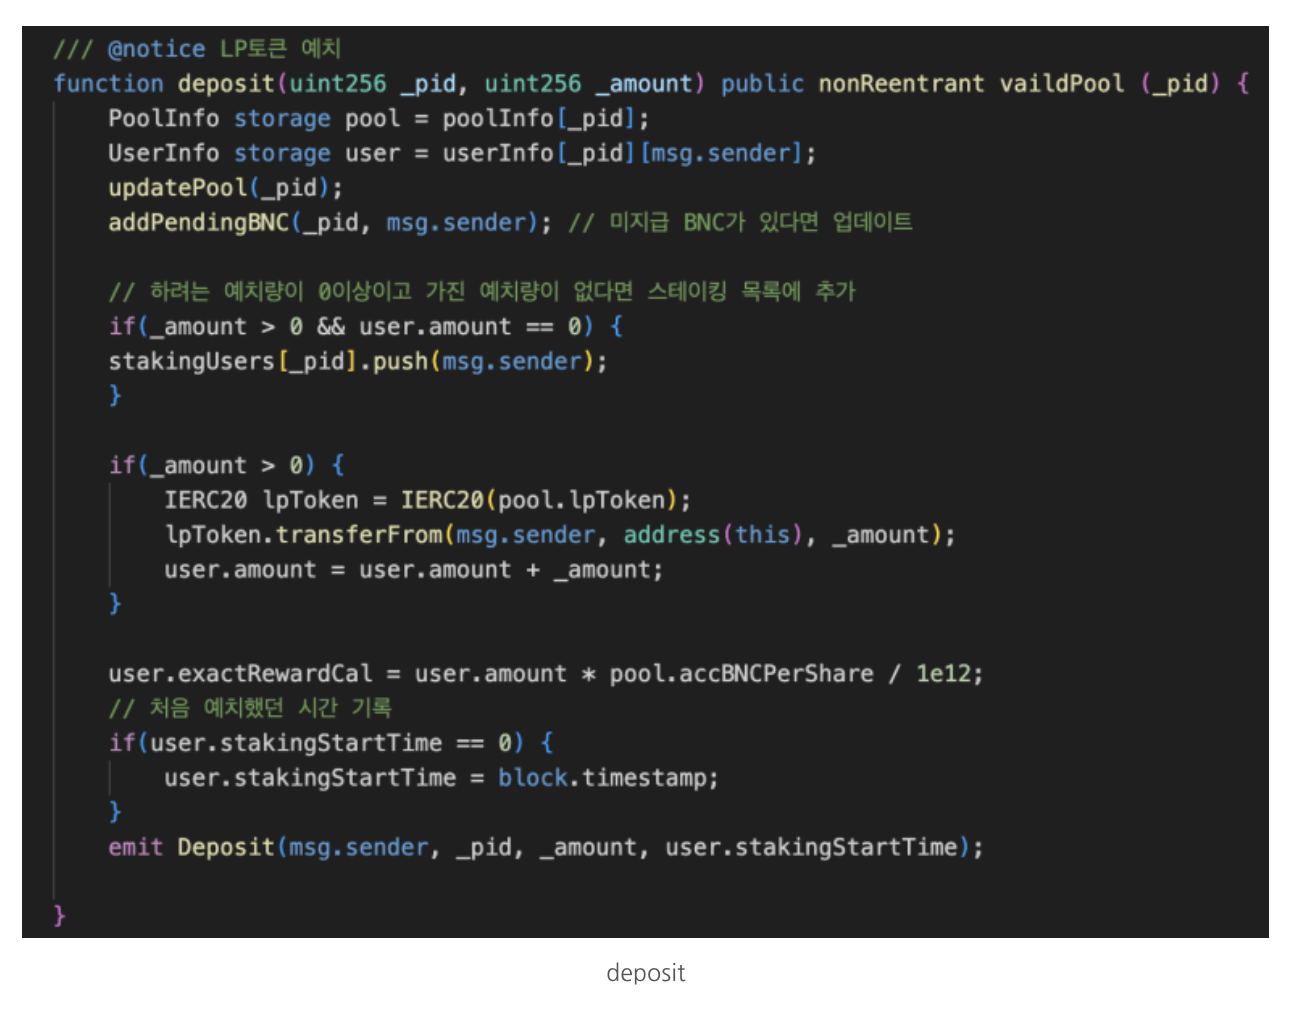 /// @notice LP토큰 예치
function deposit(uint256 _pid, uint256 _amount) public nonReentrant vaildPool (_pid) {
PoolInfo storage pool = poolInfo[_pid];
UserInfo storage user = userInfo[_pid][msg.sender];
updatePool(_pid);
addPendingBNC(_pid, msg.sender); // 미지급 BNC가 있다면 업데이트
// 하려는 예치량이 0이상이고 가진 예치량이 없다면 스테이킹 목록에 추가
if(_amount > 0 && user.amount == 0) {
stakingUsers[_pid].push(msg.sender);
}
if(_amount > 0) {
IERC20 lpToken = IERC20(pool.lpToken);
lpToken.transferFrom(msg.sender, address(this), _amount);
user.amount = user.amount + _amount;
}
user.exactRewardCal = user.amount * pool.accBNCPerShare / 1e12;
// 처음 예치했던 시간 기록
if(user.stakingStartTime == 0) {
user.stakingStartTime = block.timestamp;
}
emit Deposit(msg.sender, _pid, _amount, user.stakingStartTime);
}
deposit